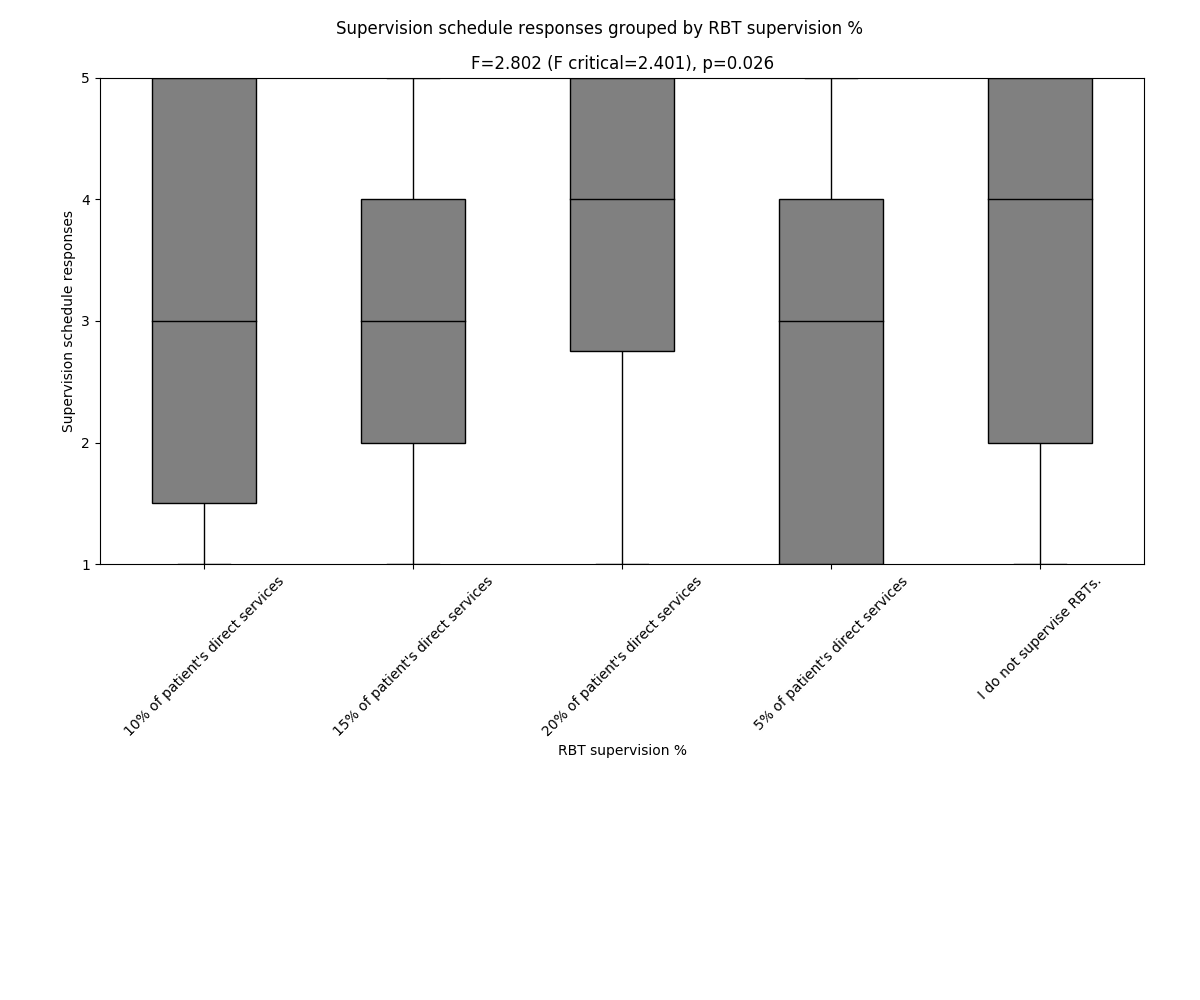 Supervision schedule responses grouped by RBT supervision %
F=2.802 (F critical=2.401), p=0.026
Supervision schedule responses
5
4
3
2
1
10% of patient's direct services
15% of patient's direct services
20% of patient's direct services
5% of patient's direct services
I do not supervise RBTs.
RBT supervision %